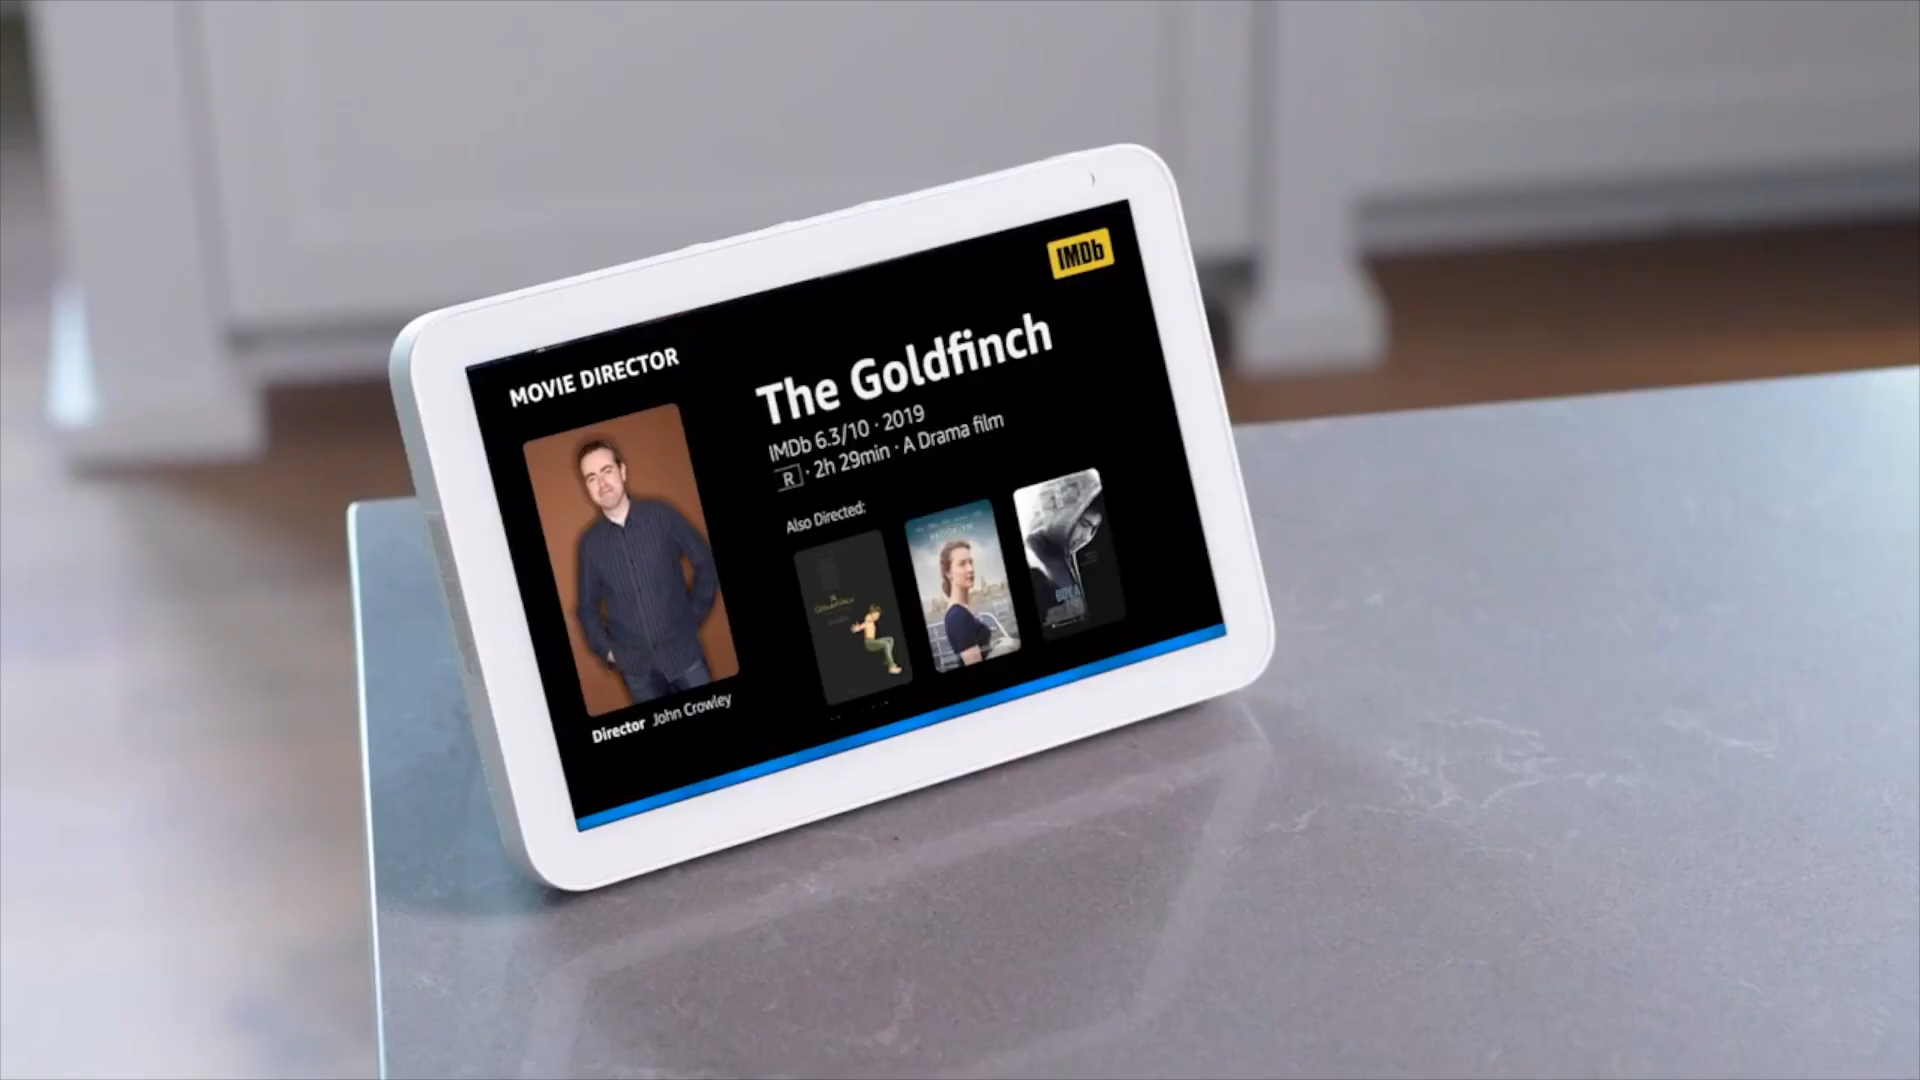 IMDb
MOVIE DIRECTOR
The Goldfinch
IMDb 6.3/10 · 2019
R · 2h 29min · A Drama film
Also Directed:
BROOKLYN
Director John Crowley